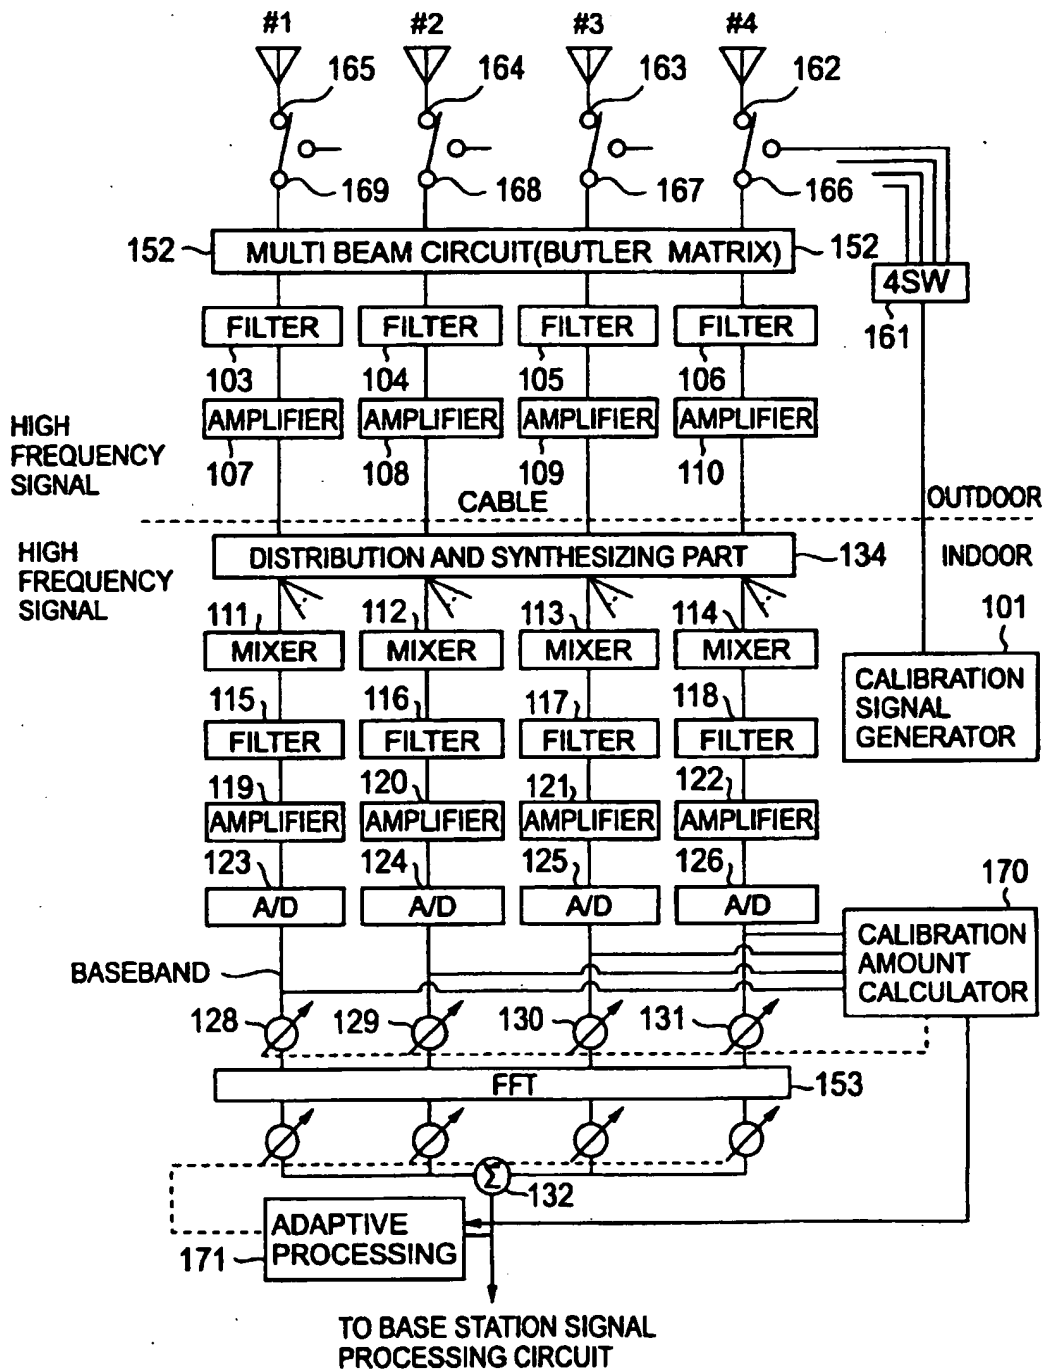 #1 #2 #3 #4
165 164 163 162
169 168 167 166
152 MULTI BEAM CIRCUIT(BUTLER MATRIX) 152
4SW
161
FILTER FILTER FILTER FILTER
103 104 105 106
AMPLIFIER AMPLIFIER AMPLIFIER AMPLIFIER
107 108 109 110
HIGH
FREQUENCY
SIGNAL
CABLE
OUTDOOR
INDOOR
HIGH
FREQUENCY
SIGNAL
DISTRIBUTION AND SYNTHESIZING PART 134
111 112 113 114
MIXER MIXER MIXER MIXER
101
CALIBRATION
SIGNAL
GENERATOR
115 116 117 118
FILTER FILTER FILTER FILTER
119 120 121 122
AMPLIFIER AMPLIFIER AMPLIFIER AMPLIFIER
123 124 125 126
A/D A/D A/D A/D
170
CALIBRATION
AMOUNT
CALCULATOR
BASEBAND
128 129 130 131
FFT 153
Σ
132
ADAPTIVE
PROCESSING
171
TO BASE STATION SIGNAL
PROCESSING CIRCUIT